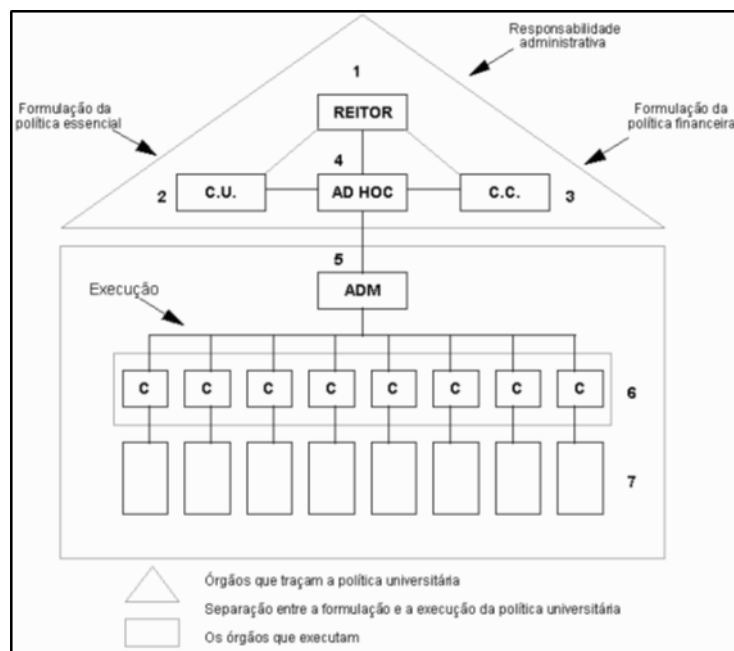 Responsabilidade
administrativa
1
Formulação da
política essencial
REITOR
Formulação da
política financeira
4
2
C.U.
AD HOC
C.C.
3
5
ADM
Execução
C C C C C C C C
6
7
Órgãos que traçam a política universitária
Separação entre a formulação e a execução da política universitária
Os órgãos que executam